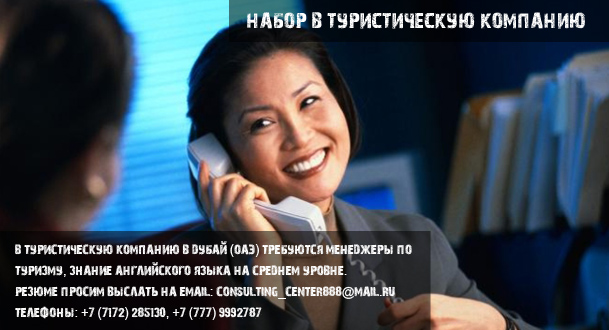 НАБОР В ТУРИСТИЧЕСКУЮ КОМПАНИЮ
В ТУРИСТИЧЕСКУЮ КОМПАНИЮ В ДУБАЙ (ОАЭ) ТРЕБУЮТСЯ МЕНЕДЖЕРЫ ПО
ТУРИЗМУ, ЗНАНИЕ АНГЛИЙСКОГО ЯЗЫКА НА СРЕДНЕМ УРОВНЕ.
РЕЗЮМЕ ПРОСИМ ВЫСЛАТЬ НА EMAIL: CONSULTING_CENTER888@MAIL.RU
ТЕЛЕФОНЫ: +7 (7172) 285130, +7 (777) 9992787